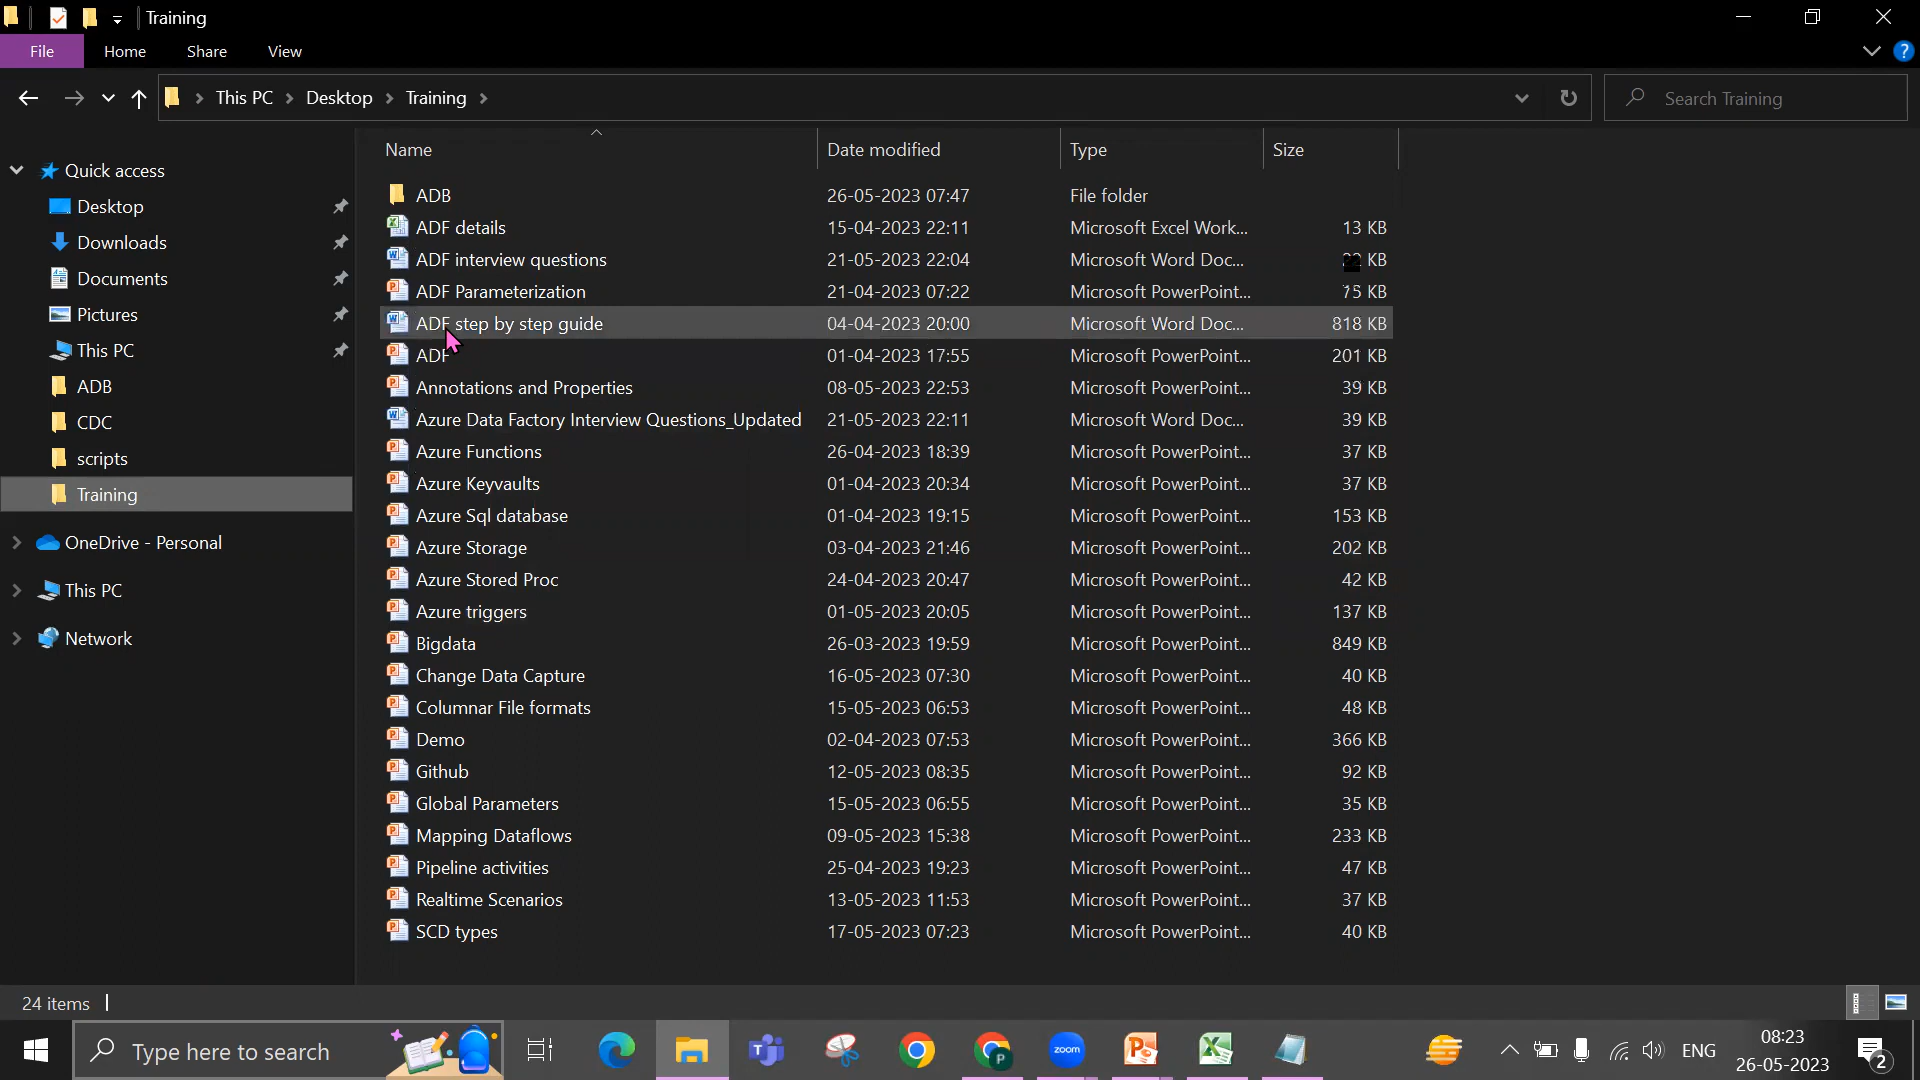 Training
File Home Share View
This PC Desktop Training
Search Training
Name Date modified Type Size
Quick access
Desktop
Downloads
Documents
Pictures
This PC
ADB
CDC
scripts
Training
OneDrive - Personal
This PC
Network
ADB 26-05-2023 07:47 File folder
ADF details 15-04-2023 22:11 Microsoft Excel Work... 13 KB
ADF interview questions 21-05-2023 22:04 Microsoft Word Doc... KB
ADF Parameterization 21-04-2023 07:22 Microsoft PowerPoint... 75 KB
ADF step by step guide 04-04-2023 20:00 Microsoft Word Doc... 818 KB
ADF 01-04-2023 17:55 Microsoft PowerPoint... 201 KB
Annotations and Properties 08-05-2023 22:53 Microsoft PowerPoint... 39 KB
Azure Data Factory Interview Questions_Updated 21-05-2023 22:11 Microsoft Word Doc... 39 KB
Azure Functions 26-04-2023 18:39 Microsoft PowerPoint... 37 KB
Azure Keyvaults 01-04-2023 20:34 Microsoft PowerPoint... 37 KB
Azure Sql database 01-04-2023 19:15 Microsoft PowerPoint... 153 KB
Azure Storage 03-04-2023 21:46 Microsoft PowerPoint... 202 KB
Azure Stored Proc 24-04-2023 20:47 Microsoft PowerPoint... 42 KB
Azure triggers 01-05-2023 20:05 Microsoft PowerPoint... 137 KB
Bigdata 26-03-2023 19:59 Microsoft PowerPoint... 849 KB
Change Data Capture 16-05-2023 07:30 Microsoft PowerPoint... 40 KB
Columnar File formats 15-05-2023 06:53 Microsoft PowerPoint... 48 KB
Demo 02-04-2023 07:53 Microsoft PowerPoint... 366 KB
Github 12-05-2023 08:35 Microsoft PowerPoint... 92 KB
Global Parameters 15-05-2023 06:55 Microsoft PowerPoint... 35 KB
Mapping Dataflows 09-05-2023 15:38 Microsoft PowerPoint... 233 KB
Pipeline activities 25-04-2023 19:23 Microsoft PowerPoint... 47 KB
Realtime Scenarios 13-05-2023 11:53 Microsoft PowerPoint... 37 KB
SCD types 17-05-2023 07:23 Microsoft PowerPoint... 40 KB
24 items
Type here to search
zoom
ENG
08:23
26-05-2023
2